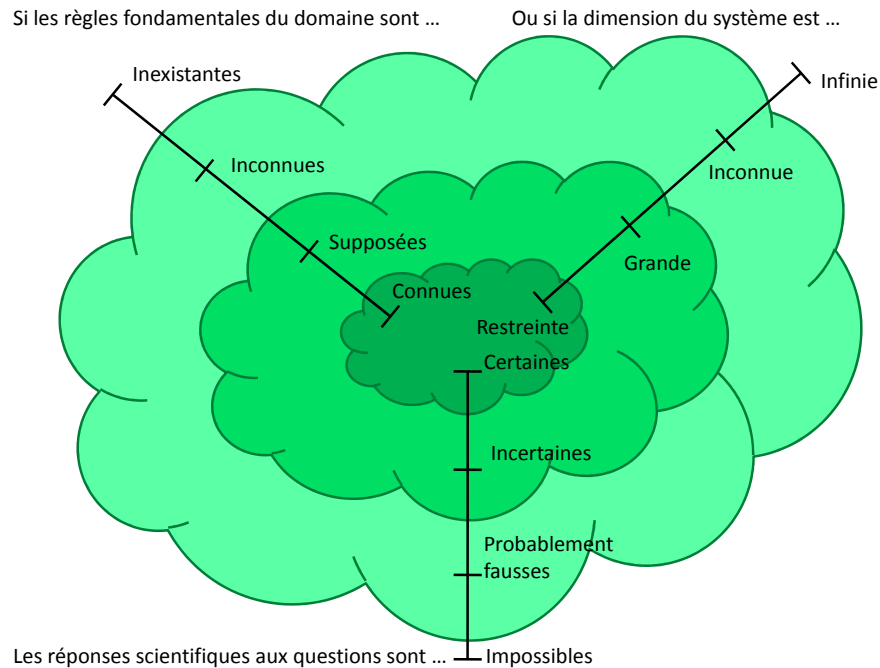 Si les règles fondamentales du domaine sont ...
Ou si la dimension du système est ...
Inexistantes
Infinie
Inconnues
Inconnue
Supposées
Grande
Connues
Restreinte
Certaines
Incertaines
Probablement
fausses
Les réponses scientifiques aux questions sont ...
Impossibles